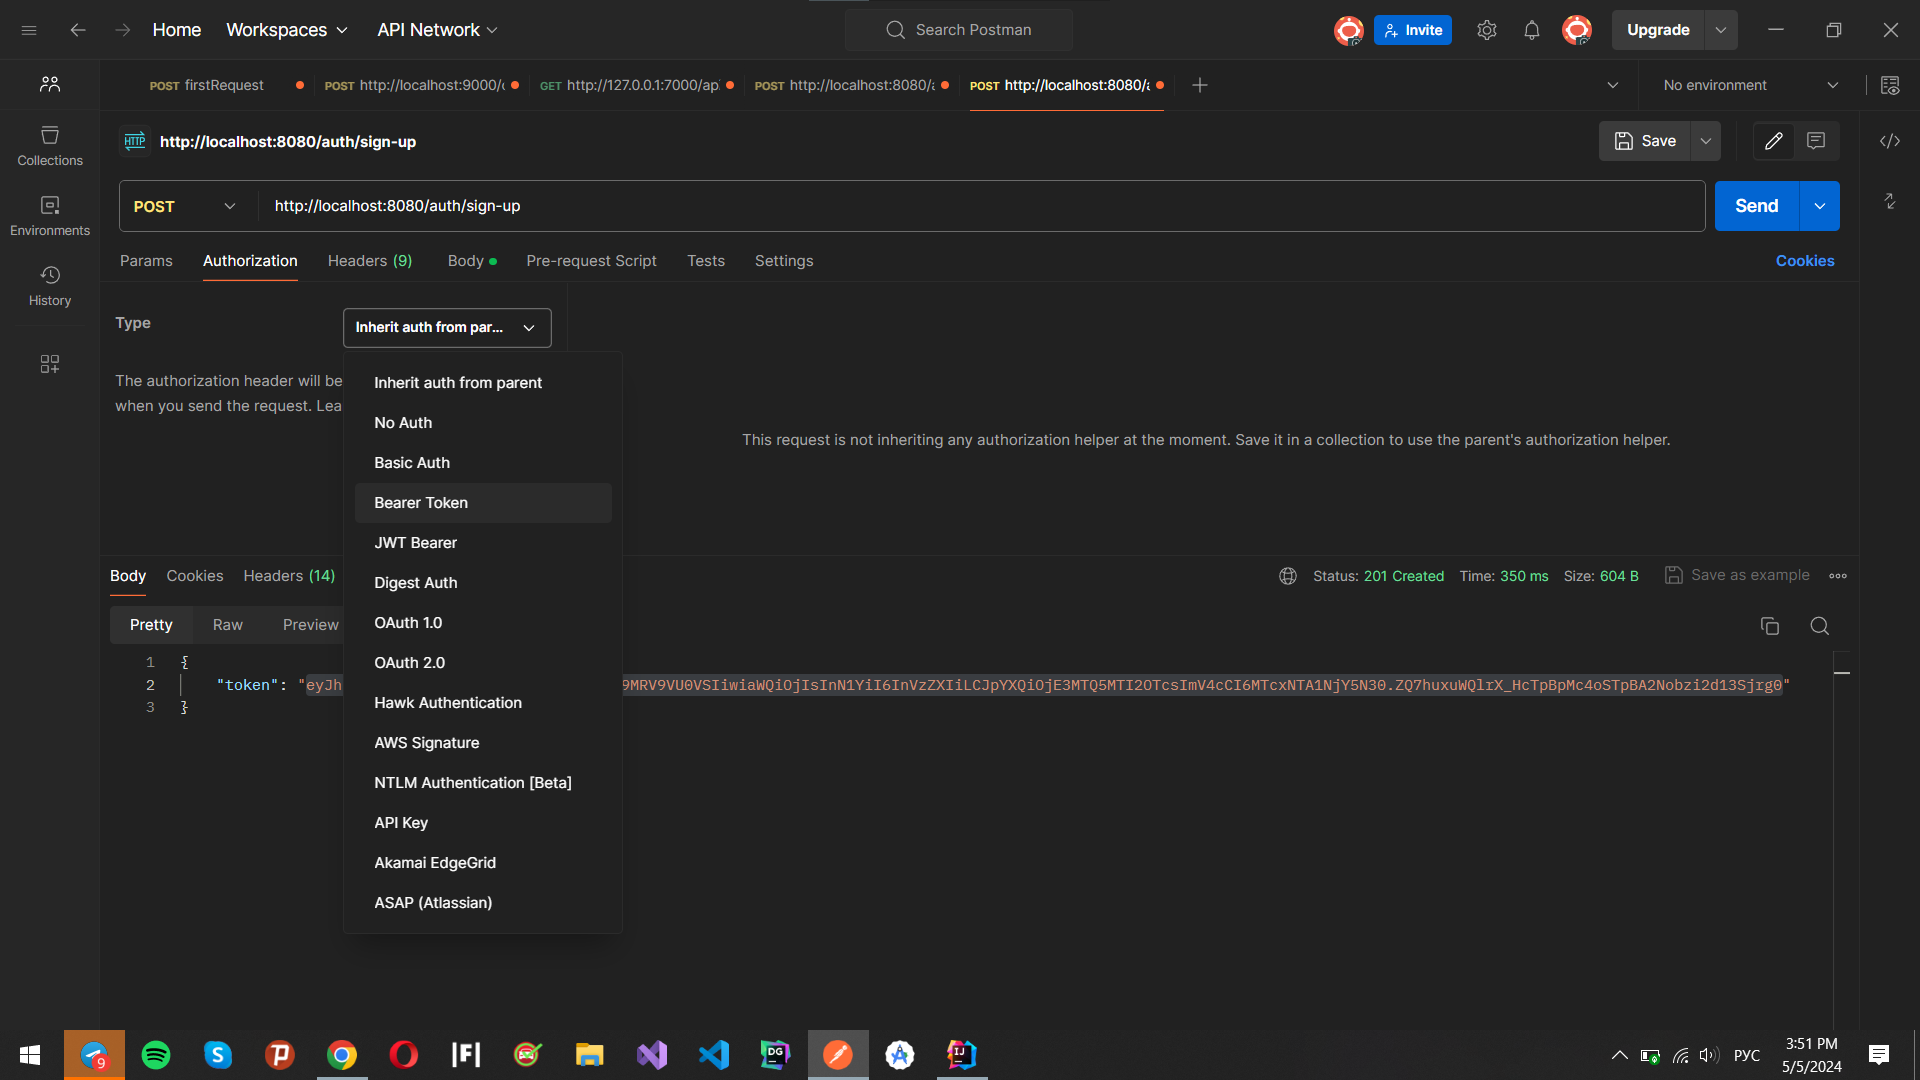 Home Workspaces API Network Search Postman Invite Upgrade
POST firstRequest POST http://localhost:9000/ GET http://127.0.0.1:7000/ap POST http://localhost:8080/ POST http://localhost:8080/ No environment
HTTP http://localhost:8080/auth/sign-up Save
Collections
POST http://localhost:8080/auth/sign-up Send
Environments
Params Authorization Headers (9) Body Pre-request Script Tests Settings Cookies
History
Type Inherit auth from par...
The authorization header will be
when you send the request. Lea
Inherit auth from parent
No Auth
Basic Auth
Bearer Token
JWT Bearer
Digest Auth
OAuth 1.0
OAuth 2.0
Hawk Authentication
AWS Signature
NTLM Authentication [Beta]
API Key
Akamai EdgeGrid
ASAP (Atlassian)
This request is not inheriting any authorization helper at the moment. Save it in a collection to use the parent's authorization helper.
Body Cookies Headers (14) Status: 201 Created Time: 350 ms Size: 604 B Save as example
Pretty Raw Preview
1 {
2 "token": "eyJh 9MRV9VU0VSIiwiaWQiOjIsInN1YiI6InVzZXIiLCJpYXQiOjE3MTQ5MTI2OTcsImV4cCI6MTcxNTA1NjY5N30.ZQ7huxuWQlrX_HcTpBpMc4oSTpBA2Nobzi2d13Sjrg0"
3 }
9 S P |F| DG IJ РУС 3:51 PM
5/5/2024